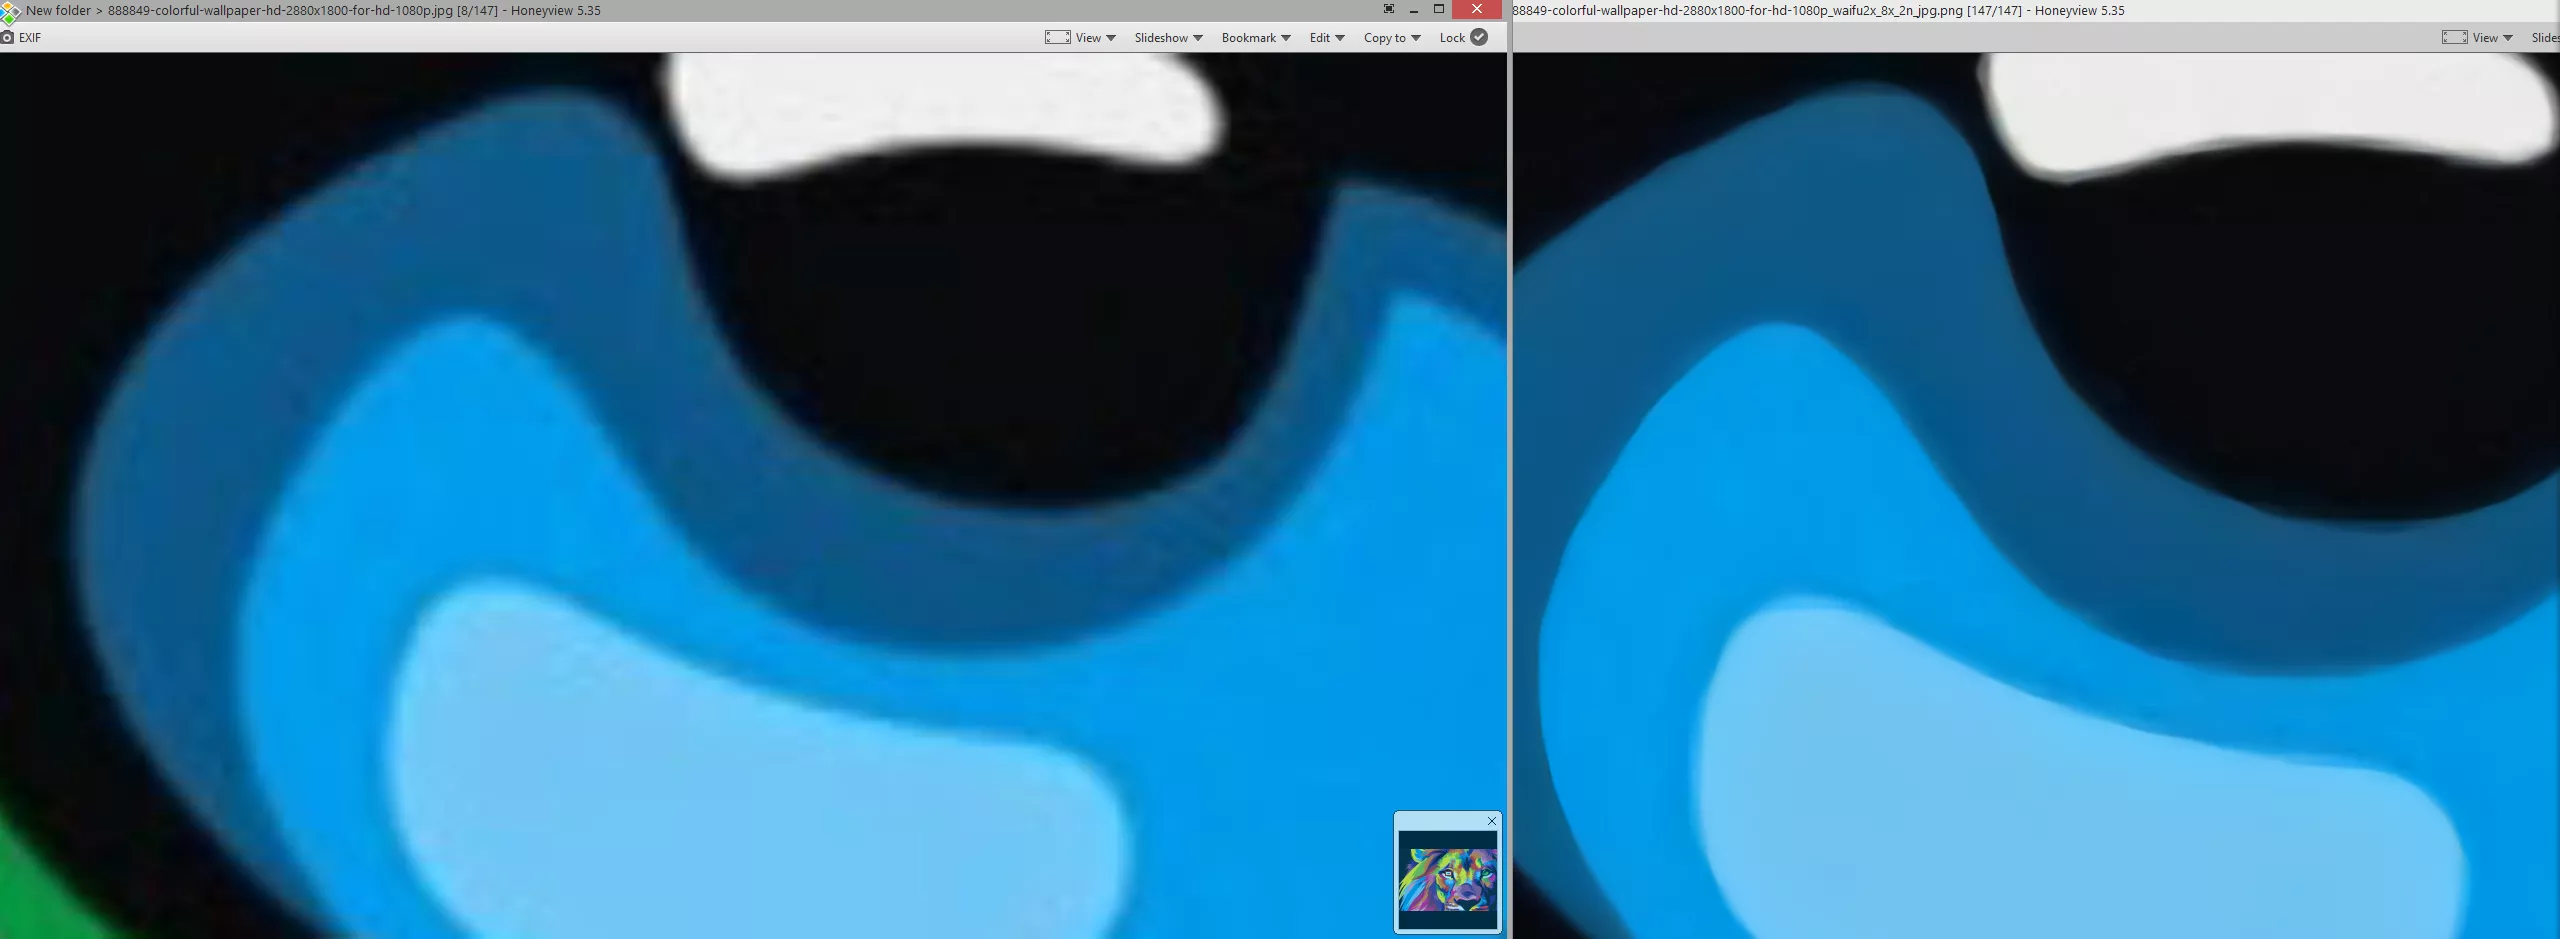 New folder > 888849-colorful-wallpaper-hd-2880x1800-for-hd-1080p.jpg [8/147] - Honeyview 5.35
EXIF
View
Slideshow
Bookmark
Edit
Copy to
Lock
888849-colorful-wallpaper-hd-2880x1800-for-hd-1080p_waifu2x_8x_2n_jpg.png [147/147] - Honeyview 5.35
View
Slides